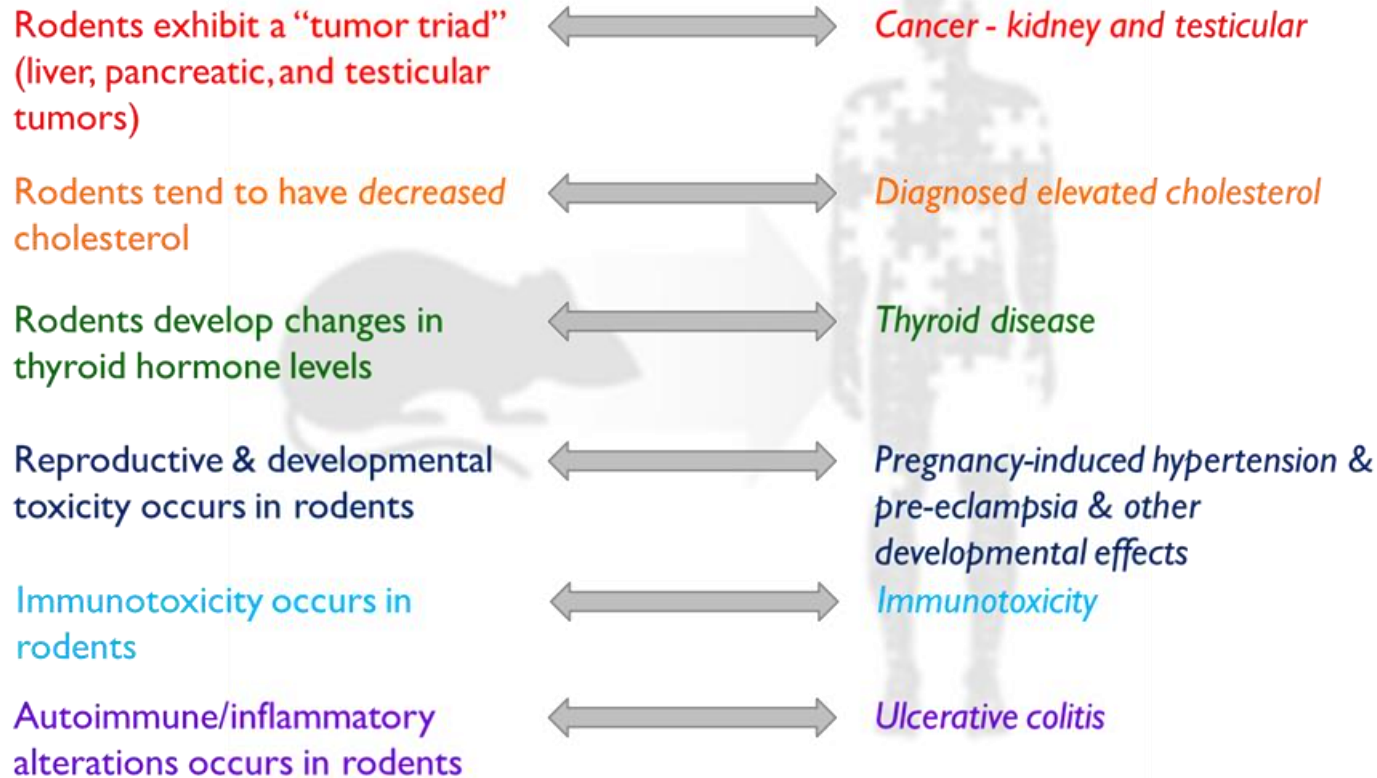 Rodents exhibit a “tumor triad”
(liver, pancreatic, and testicular
tumors)
Cancer - kidney and testicular
Rodents tend to have decreased
cholesterol
Diagnosed elevated cholesterol
Rodents develop changes in
thyroid hormone levels
Thyroid disease
Reproductive & developmental
toxicity occurs in rodents
Pregnancy-induced hypertension &
pre-eclampsia & other
developmental effects
Immunotoxicity occurs in
rodents
Immunotoxicity
Autoimmune/inflammatory
alterations occurs in rodents
Ulcerative colitis